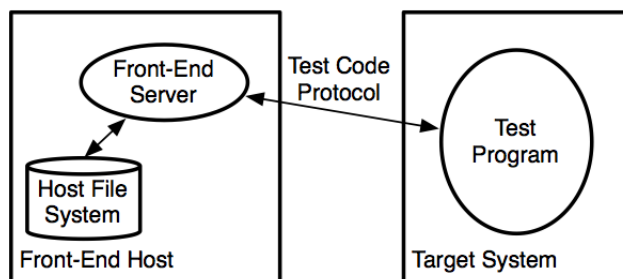 Front-End
Server
Test Code
Protocol
Test
Program
Host File
System
Front-End Host
Target System